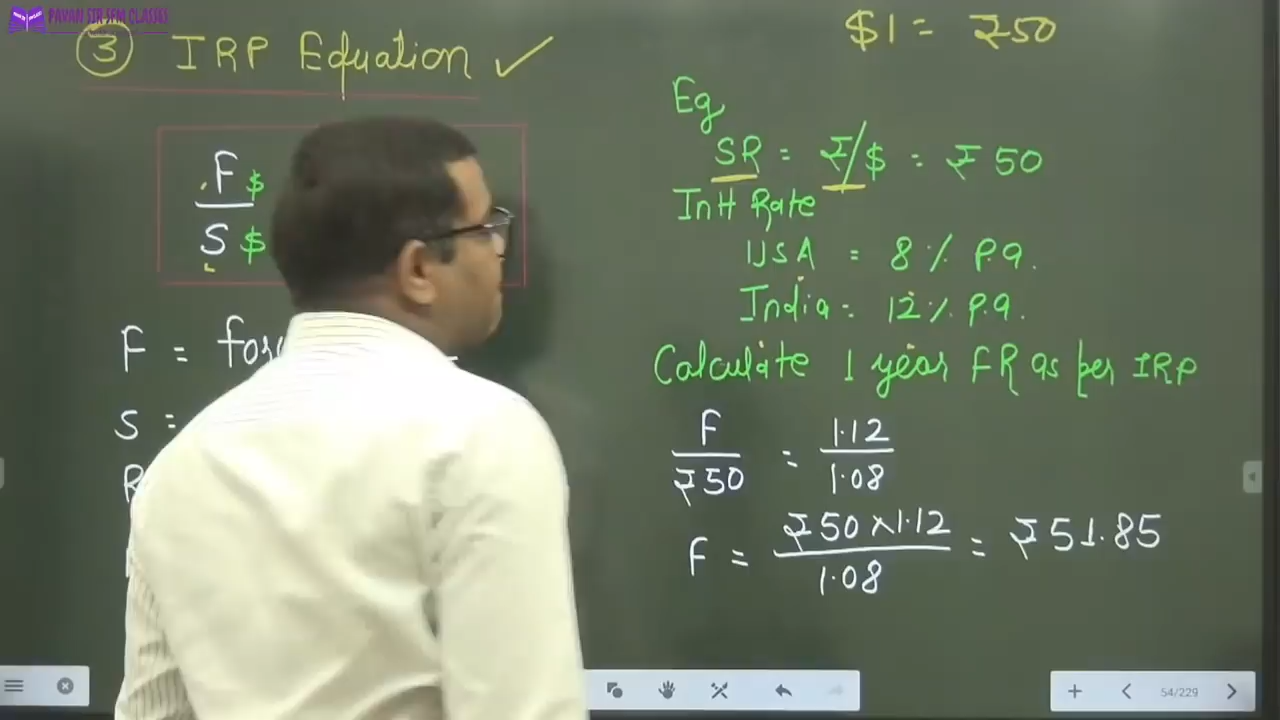 PAVAN SIR SFM CLASSES
③ IRP Equation ✓
F $
S $
F =
S =
R
$1 = ₹50
Eg
SR = ₹/$ = ₹50
Intt Rate
USA = 8% p.a.
India = 12% p.a.
Calculate 1 year FR as per IRP
F / ₹50 = 1.12 / 1.08
F = ₹50 × 1.12 / 1.08 = ₹51.85
54/229